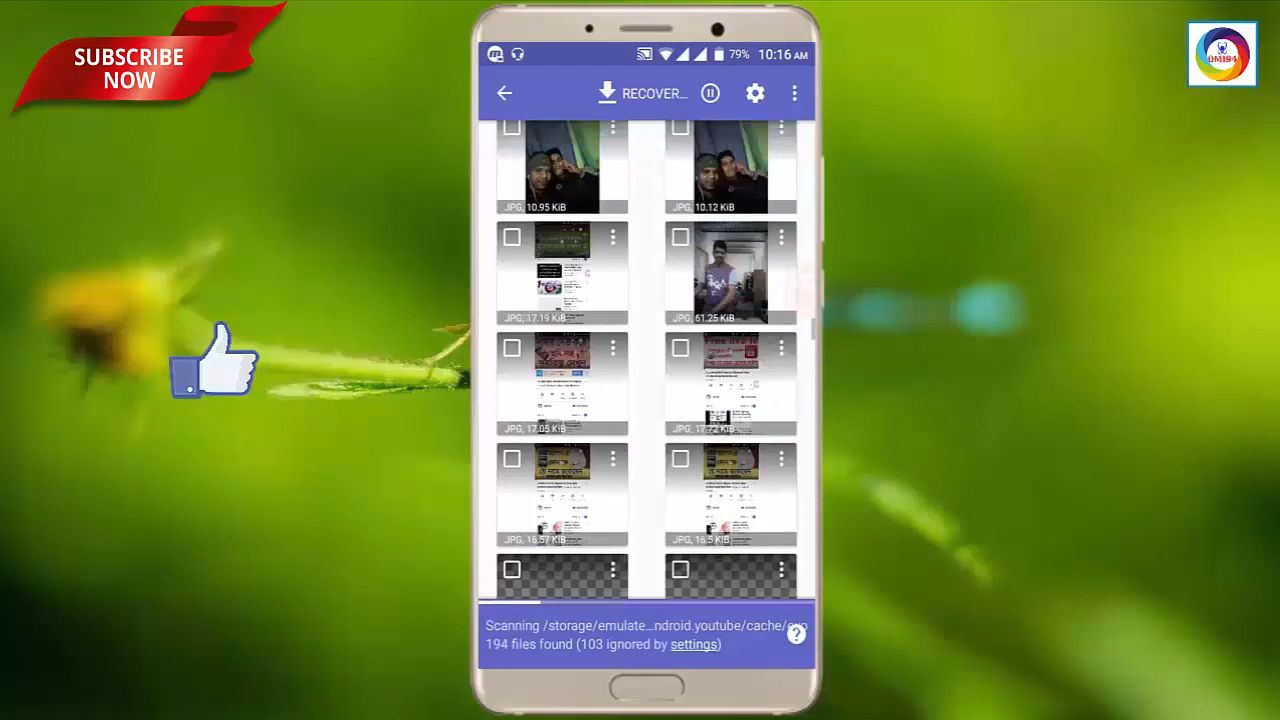 SUBSCRIBE
NOW
DM194
79% 10:16 AM
RECOVER...
JPG, 10.95 KiB
JPG, 10.12 KiB
JPG, 17.19 KiB
JPG, 61.25 KiB
JPG, 17.05 KiB
JPG, 17.72 KiB
JPG, 16.57 KiB
JPG, 16.5 KiB
Scanning /storage/emulate...ndroid.youtube/cache/
194 files found (103 ignored by settings)
?